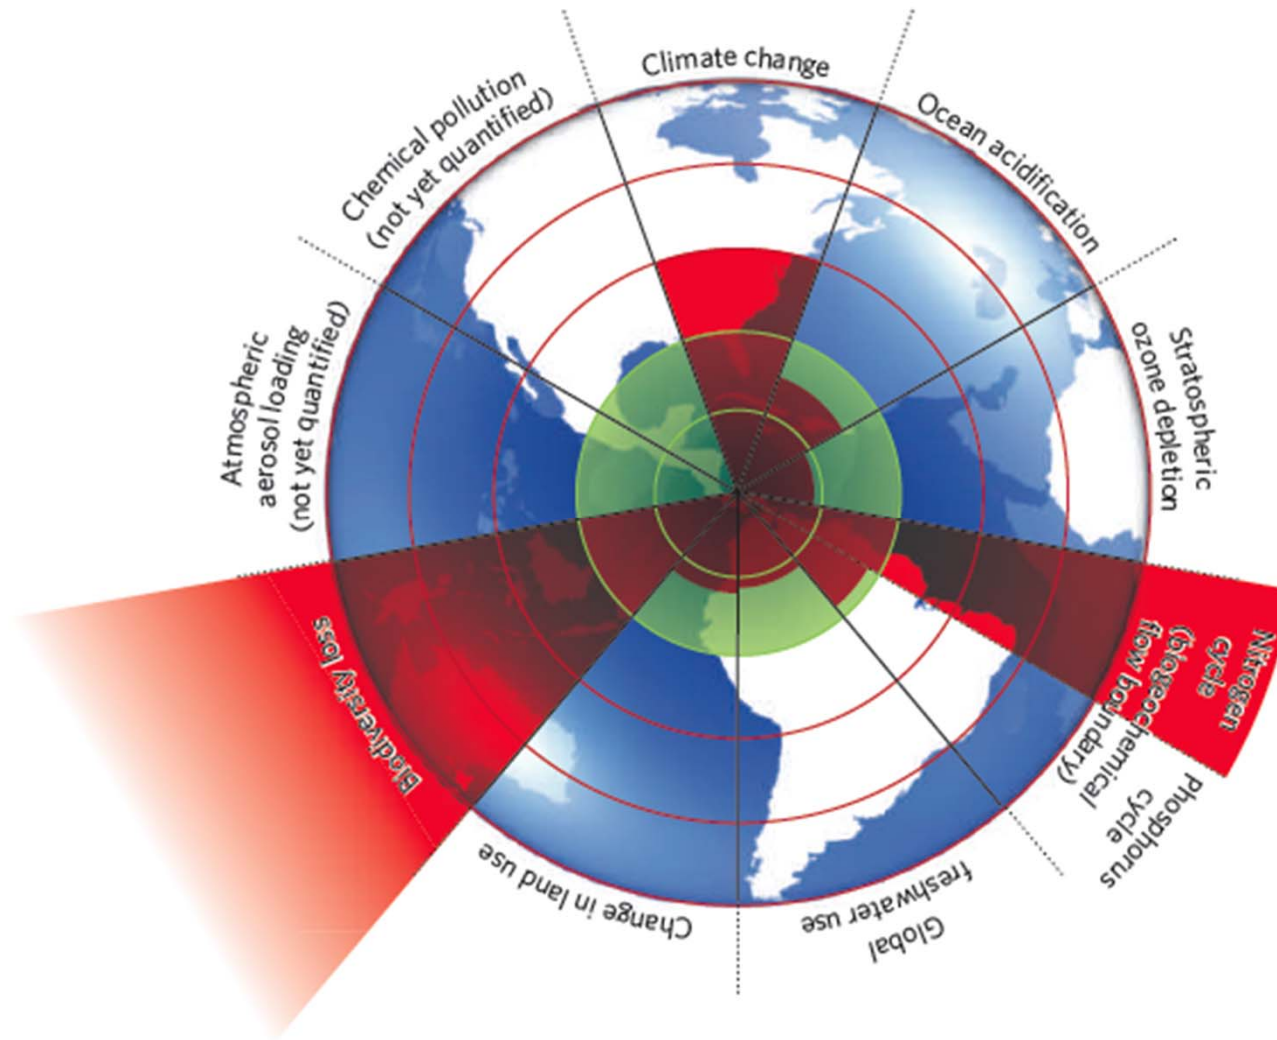 Climate change
Ocean acidification
Stratospheric
ozone depletion
Nitrogen
cycle
(biogeochemical
flow boundary)
Phosphorus
cycle
Global
freshwater use
Change in land use
Biodiversity loss
Atmospheric
aerosol loading
(not yet quantified)
Chemical pollution
(not yet quantified)